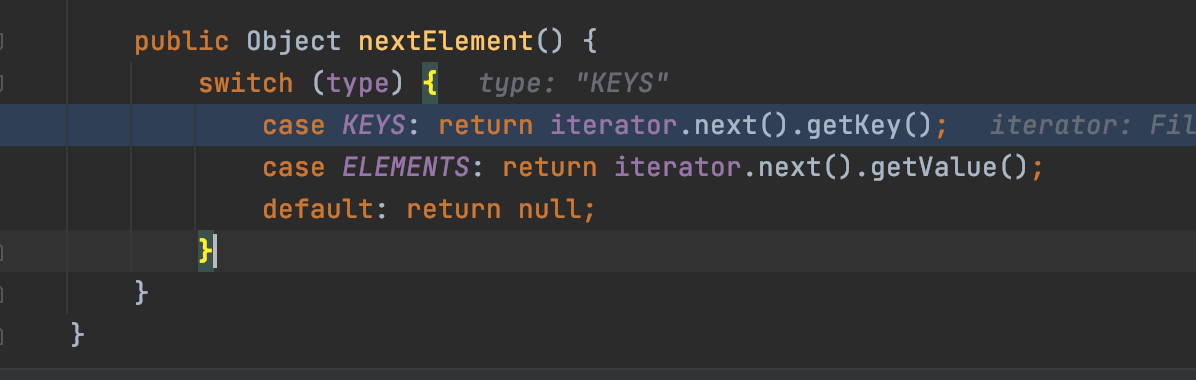 public Object nextElement() {
switch (type) { type: "KEYS"
case KEYS: return iterator.next().getKey(); iterator: Fil
case ELEMENTS: return iterator.next().getValue();
default: return null;
}
}
}